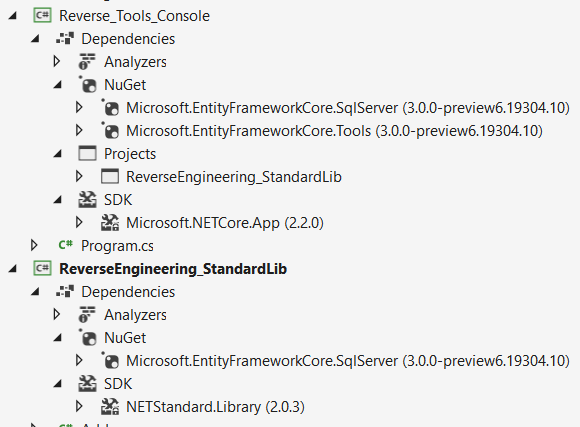 C# Reverse_Tools_Console
Dependencies
Analyzers
NuGet
Microsoft.EntityFrameworkCore.SqlServer (3.0.0-preview6.19304.10)
Microsoft.EntityFrameworkCore.Tools (3.0.0-preview6.19304.10)
Projects
ReverseEngineering_StandardLib
SDK
Microsoft.NETCore.App (2.2.0)
C# Program.cs
C# ReverseEngineering_StandardLib
Dependencies
Analyzers
NuGet
Microsoft.EntityFrameworkCore.SqlServer (3.0.0-preview6.19304.10)
SDK
NETStandard.Library (2.0.3)